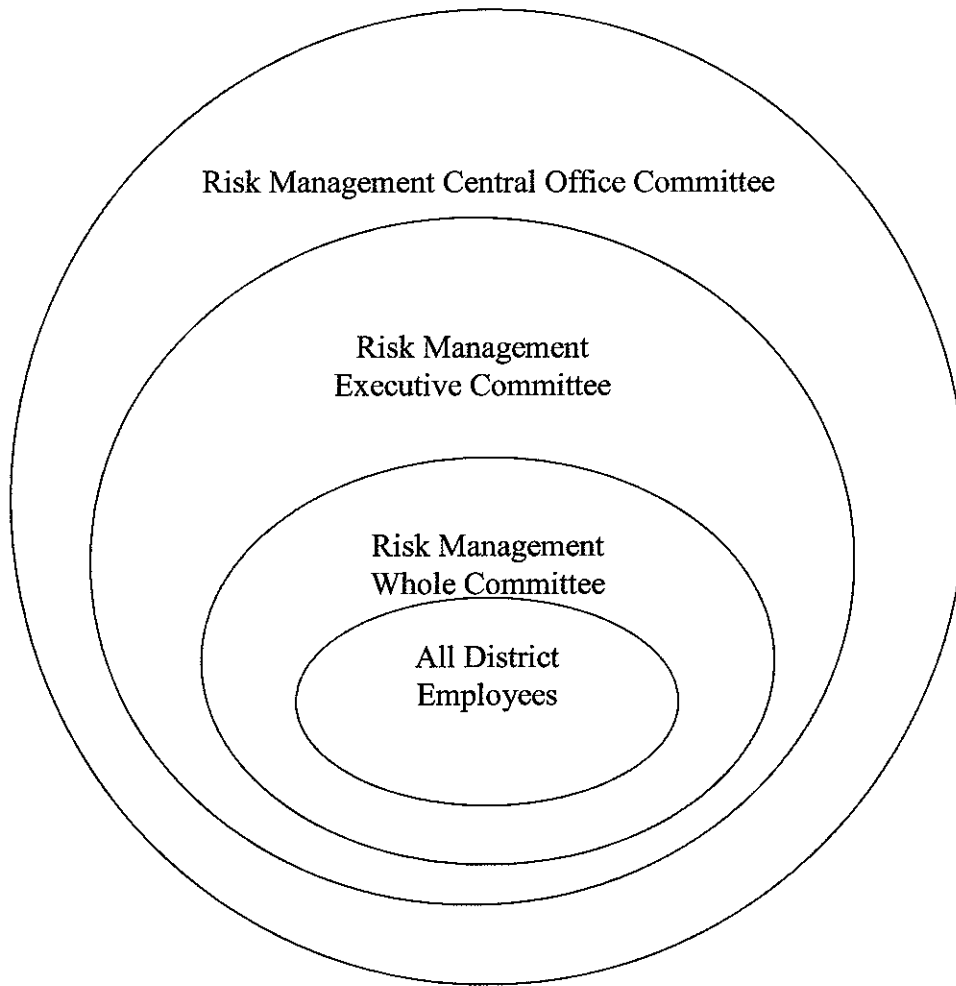 Risk Management Central Office Committee
Risk Management
Executive Committee
Risk Management
Whole Committee
All District
Employees